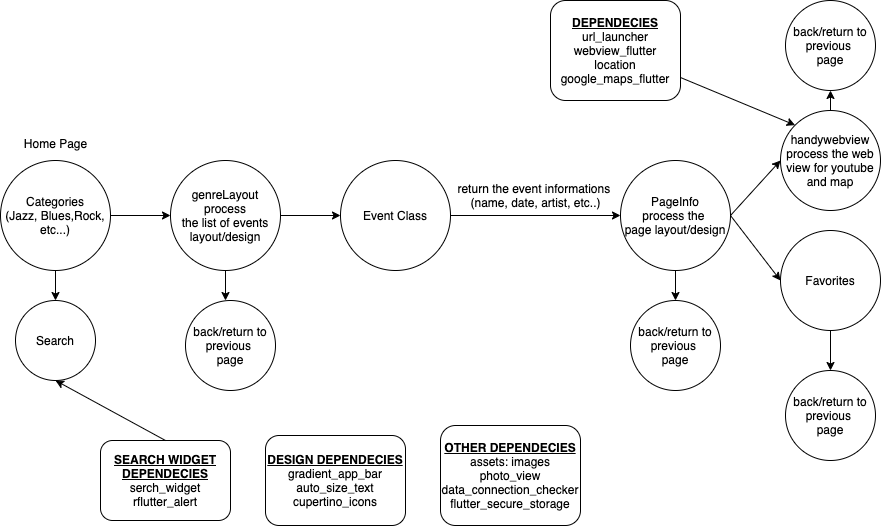 DEPENDECIES
url_launcher
webview_flutter
location
google_maps_flutter
back/return to
previous
page
handywebview
process the web
view for youtube
and map
Home Page
Categories
(Jazz, Blues,Rock,
etc...)
genreLayout
process
the list of events
layout/design
Event Class
return the event informations
(name, date, artist, etc..)
PageInfo
process the
page layout/design
Favorites
Search
back/return to
previous
page
back/return to
previous
page
back/return to
previous
page
SEARCH WIDGET
DEPENDECIES
serch_widget
rflutter_alert
DESIGN DEPENDECIES
gradient_app_bar
auto_size_text
cupertino_icons
OTHER DEPENDECIES
assets: images
photo_view
data_connection_checker
flutter_secure_storage